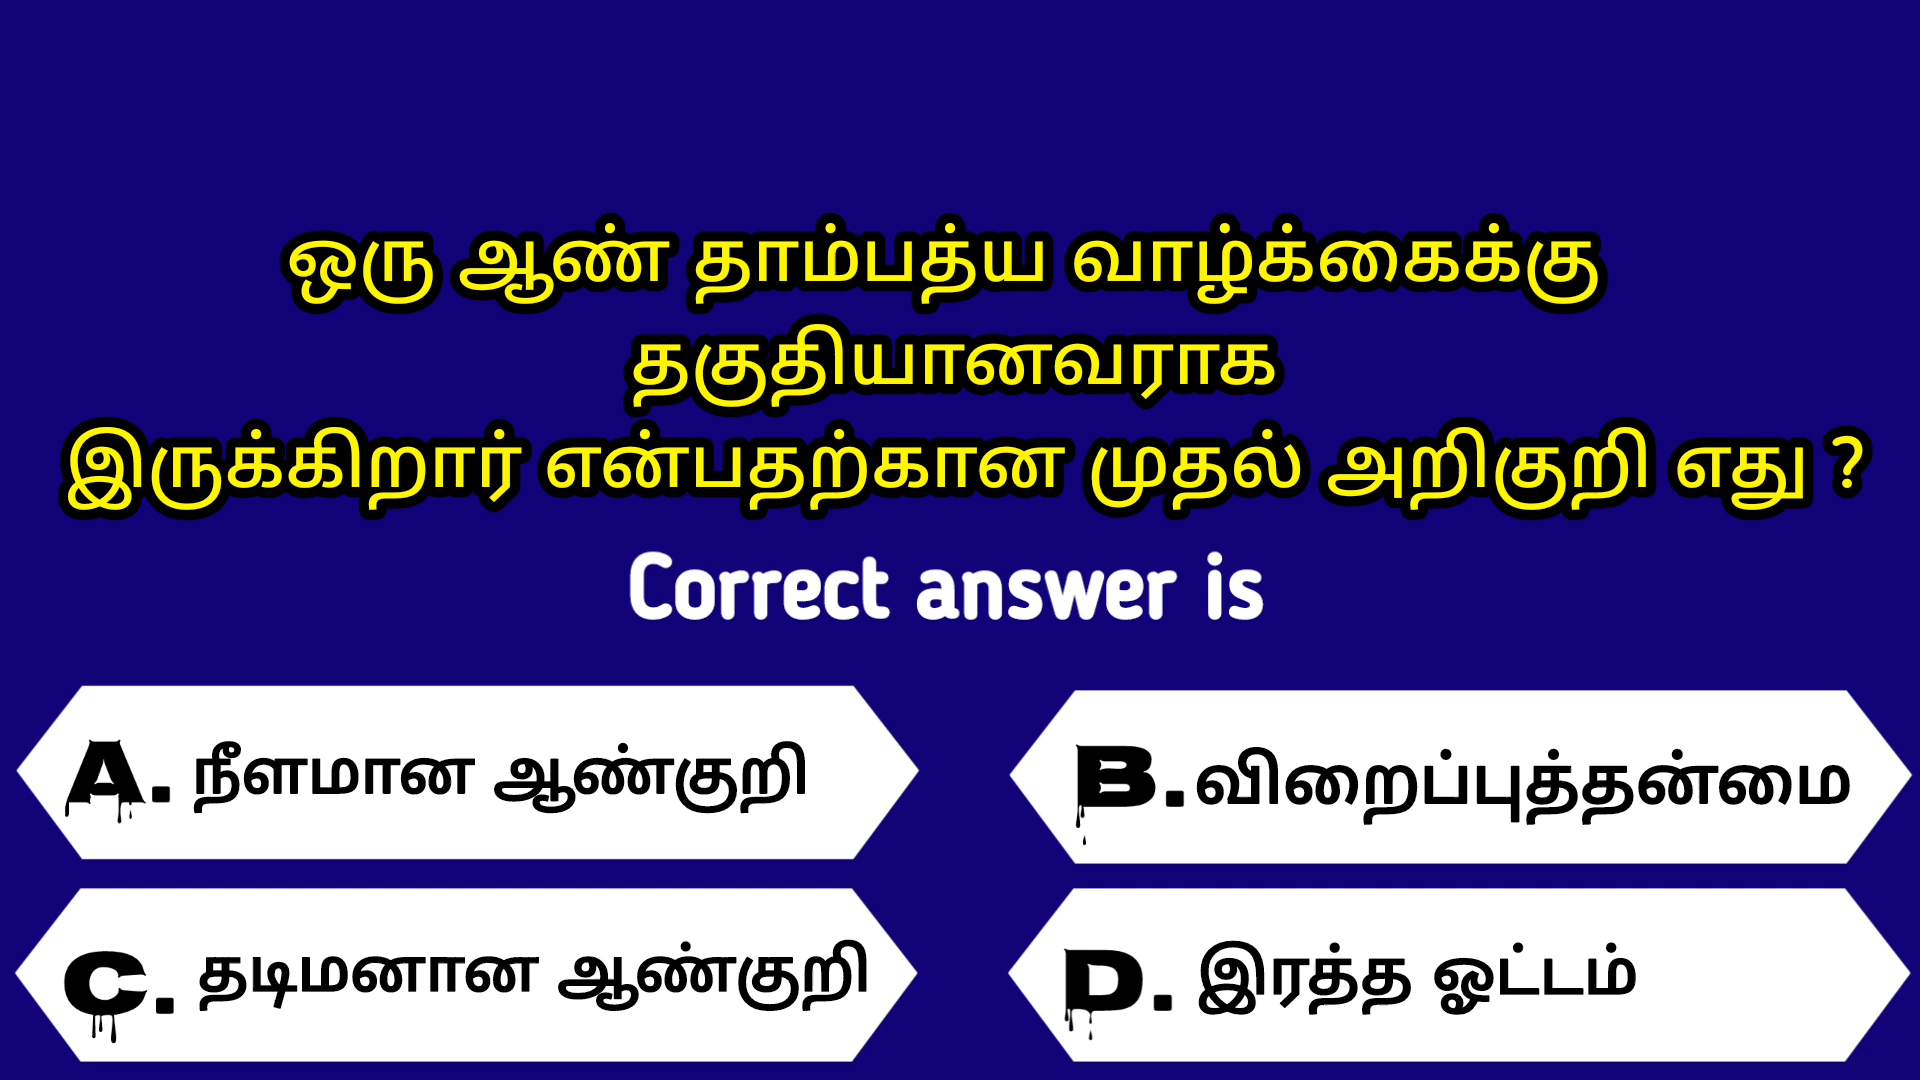 ஒரு ஆண் தாம்பத்ய வாழ்க்கைக்கு
தகுதியானவராக
இருக்கிறார் என்பதற்கான முதல் அறிகுறி எது ?
Correct answer is
A. நீளமான ஆண்குறி
B. விறைப்புத்தன்மை
C. தடிமனான ஆண்குறி
D. இரத்த ஓட்டம்